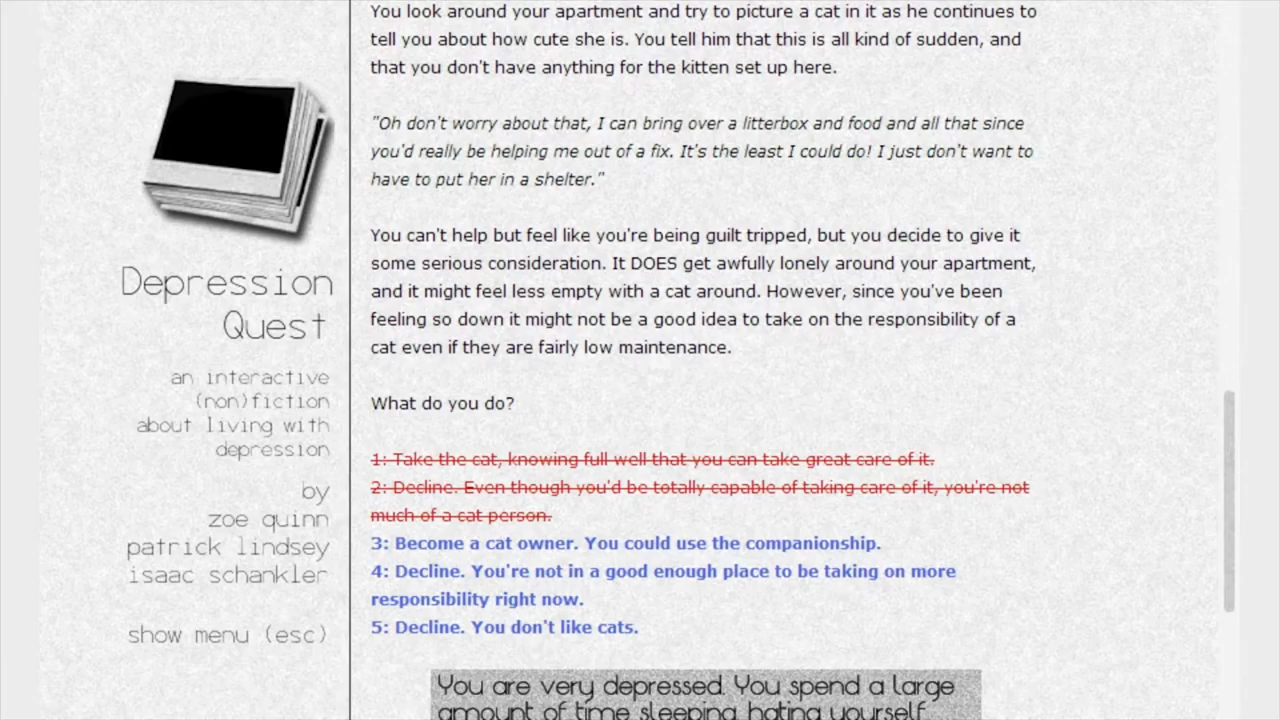 You look around your apartment and try to picture a cat in it as he continues to
tell you about how cute she is. You tell him that this is all kind of sudden, and
that you don't have anything for the kitten set up here.
"Oh don't worry about that, I can bring over a litterbox and food and all that since
you'd really be helping me out of a fix. It's the least I could do! I just don't want to
have to put her in a shelter."
You can't help but feel like you're being guilt tripped, but you decide to give it
some serious consideration. It DOES get awfully lonely around your apartment,
and it might feel less empty with a cat around. However, since you've been
feeling so down it might not be a good idea to take on the responsibility of a
cat even if they are fairly low maintenance.
What do you do?
1: Take the cat, knowing full well that you can take great care of it.
2: Decline. Even though you'd be totally capable of taking care of it, you're not
much of a cat person.
3: Become a cat owner. You could use the companionship.
4: Decline. You're not in a good enough place to be taking on more
responsibility right now.
5: Decline. You don't like cats.
You are very depressed. You spend a large
amount of time sleeping, hating yourself,
Depression
Quest
an interactive
(non)fiction
about living with
depression
by
zoe quinn
patrick lindsey
isaac schankler
show menu (esc)